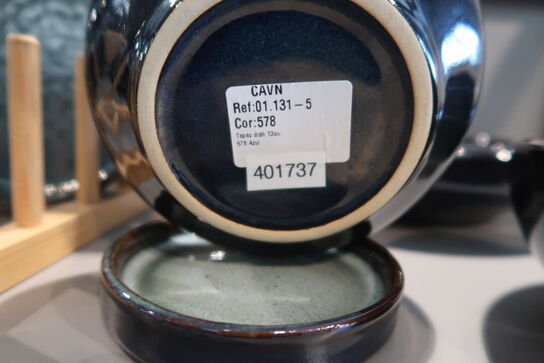 CAVN
Ref:01.131-5
Cor:578
Tapas dish 13cm
578 Azul
401737